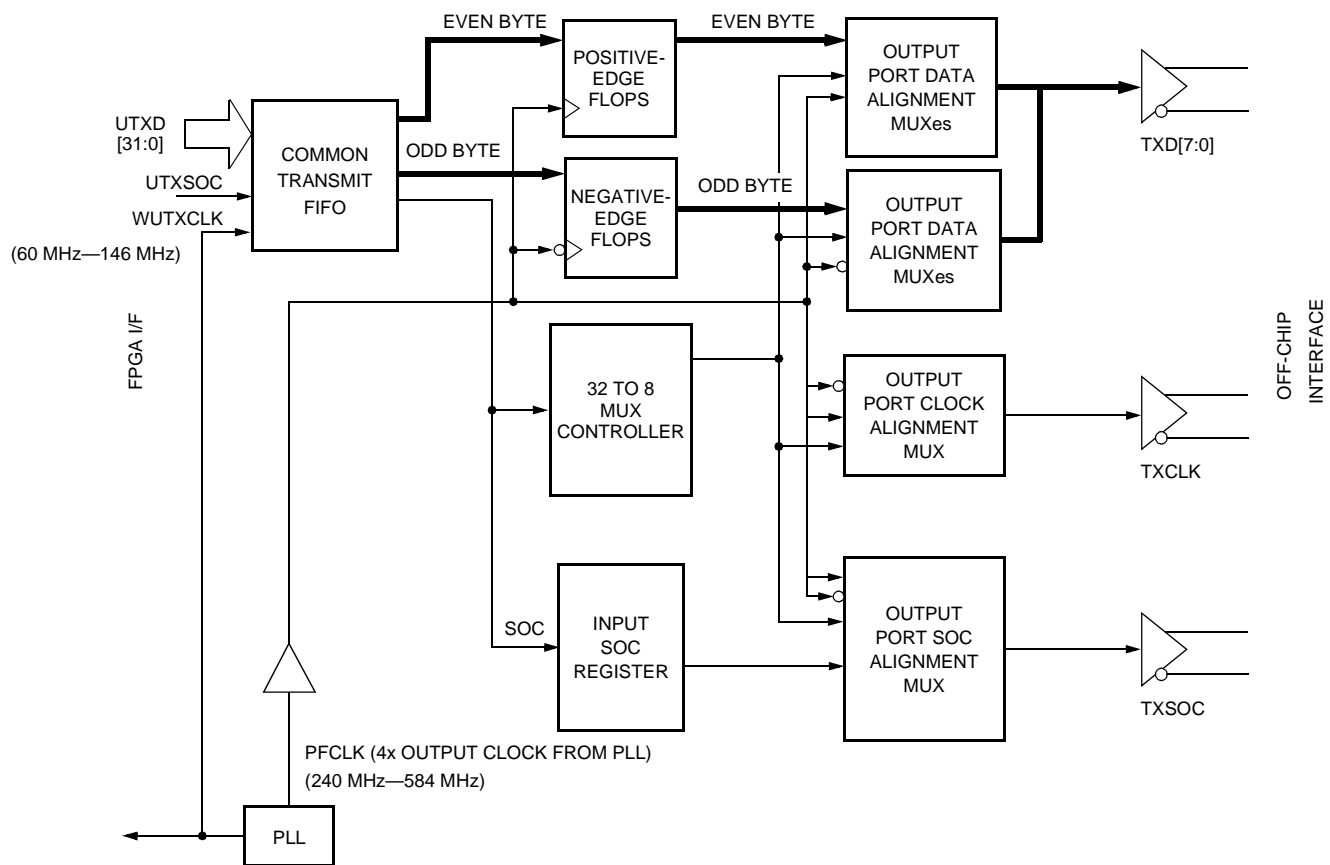 EVEN BYTE
EVEN BYTE
POSITIVE-
EDGE
FLOPS
OUTPUT
PORT DATA
ALIGNMENT
MUXes
UTXD
[31:0]
COMMON
TRANSMIT
FIFO
ODD BYTE
TXD[7:0]
UTXSOC
WUTXCLK
(60 MHz—146 MHz)
NEGATIVE-
EDGE
FLOPS
ODD BYTE
OUTPUT
PORT DATA
ALIGNMENT
MUXes
FPGA I/F
OFF-CHIP
INTERFACE
32 TO 8
MUX
CONTROLLER
OUTPUT
PORT CLOCK
ALIGNMENT
MUX
TXCLK
SOC
INPUT
SOC
REGISTER
OUTPUT
PORT SOC
ALIGNMENT
MUX
TXSOC
PFCLK (4x OUTPUT CLOCK FROM PLL)
(240 MHz—584 MHz)
PLL